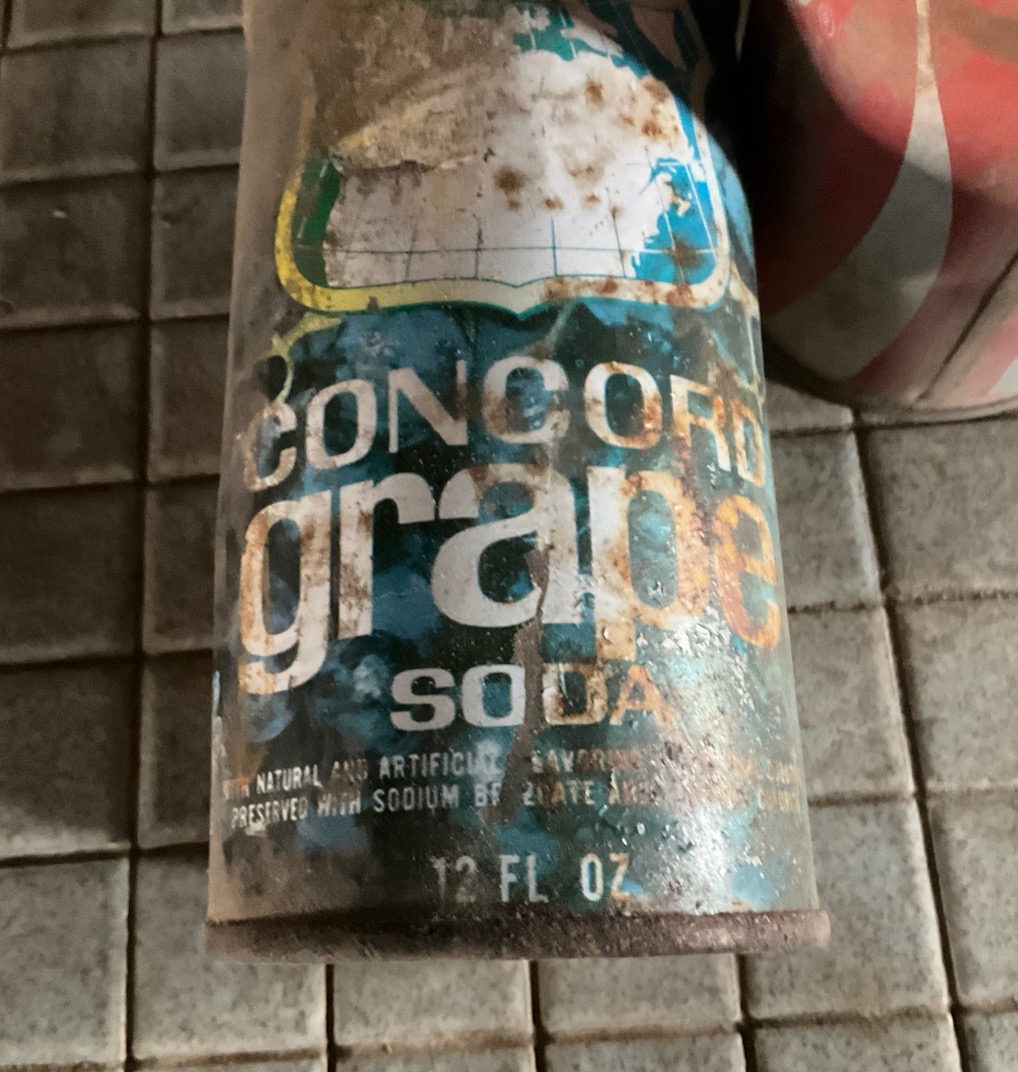 CONCORD
grape
SODA
NATURAL AND ARTIFICIAL
PRESERVED WITH SODIUM
12 FL OZ